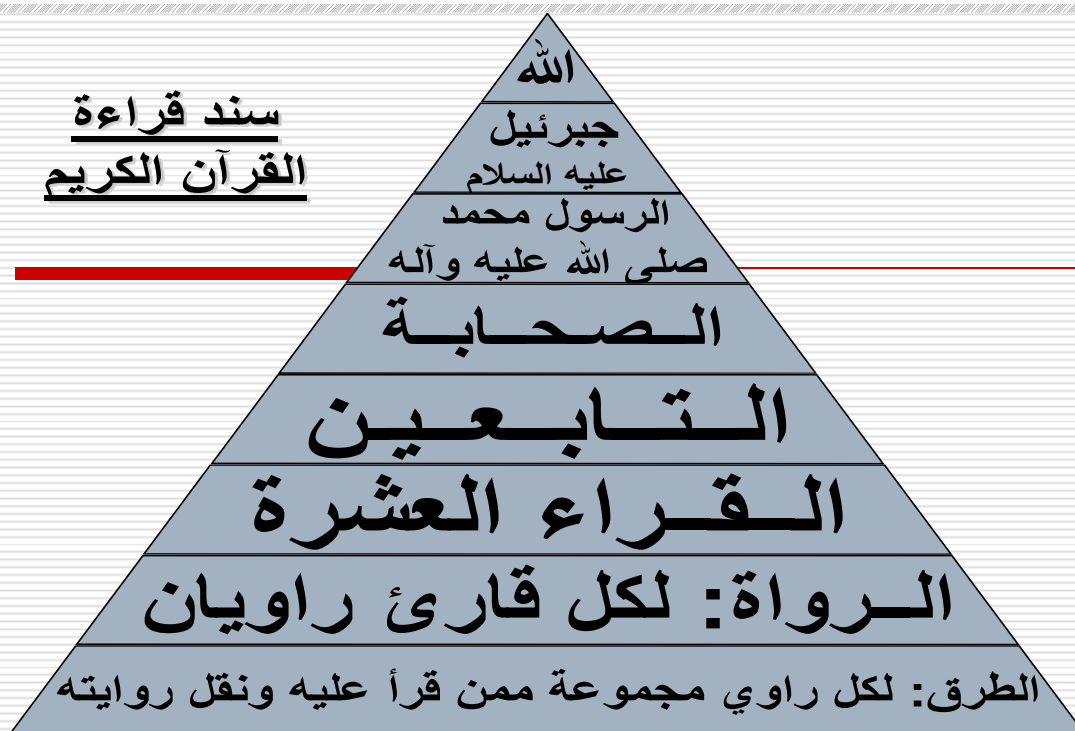 سند قراءة
القرآن الكريم
الله
جبرئيل
عليه السلام
الرسول محمد
صلى الله عليه وآله
الــصـحــابــة
الــتــابــعــيــن
الــقــراء العشرة
الــرواة: لكل قارئ راويان
الطرق: لكل راوي مجموعة ممن قرأ عليه ونقل روايته